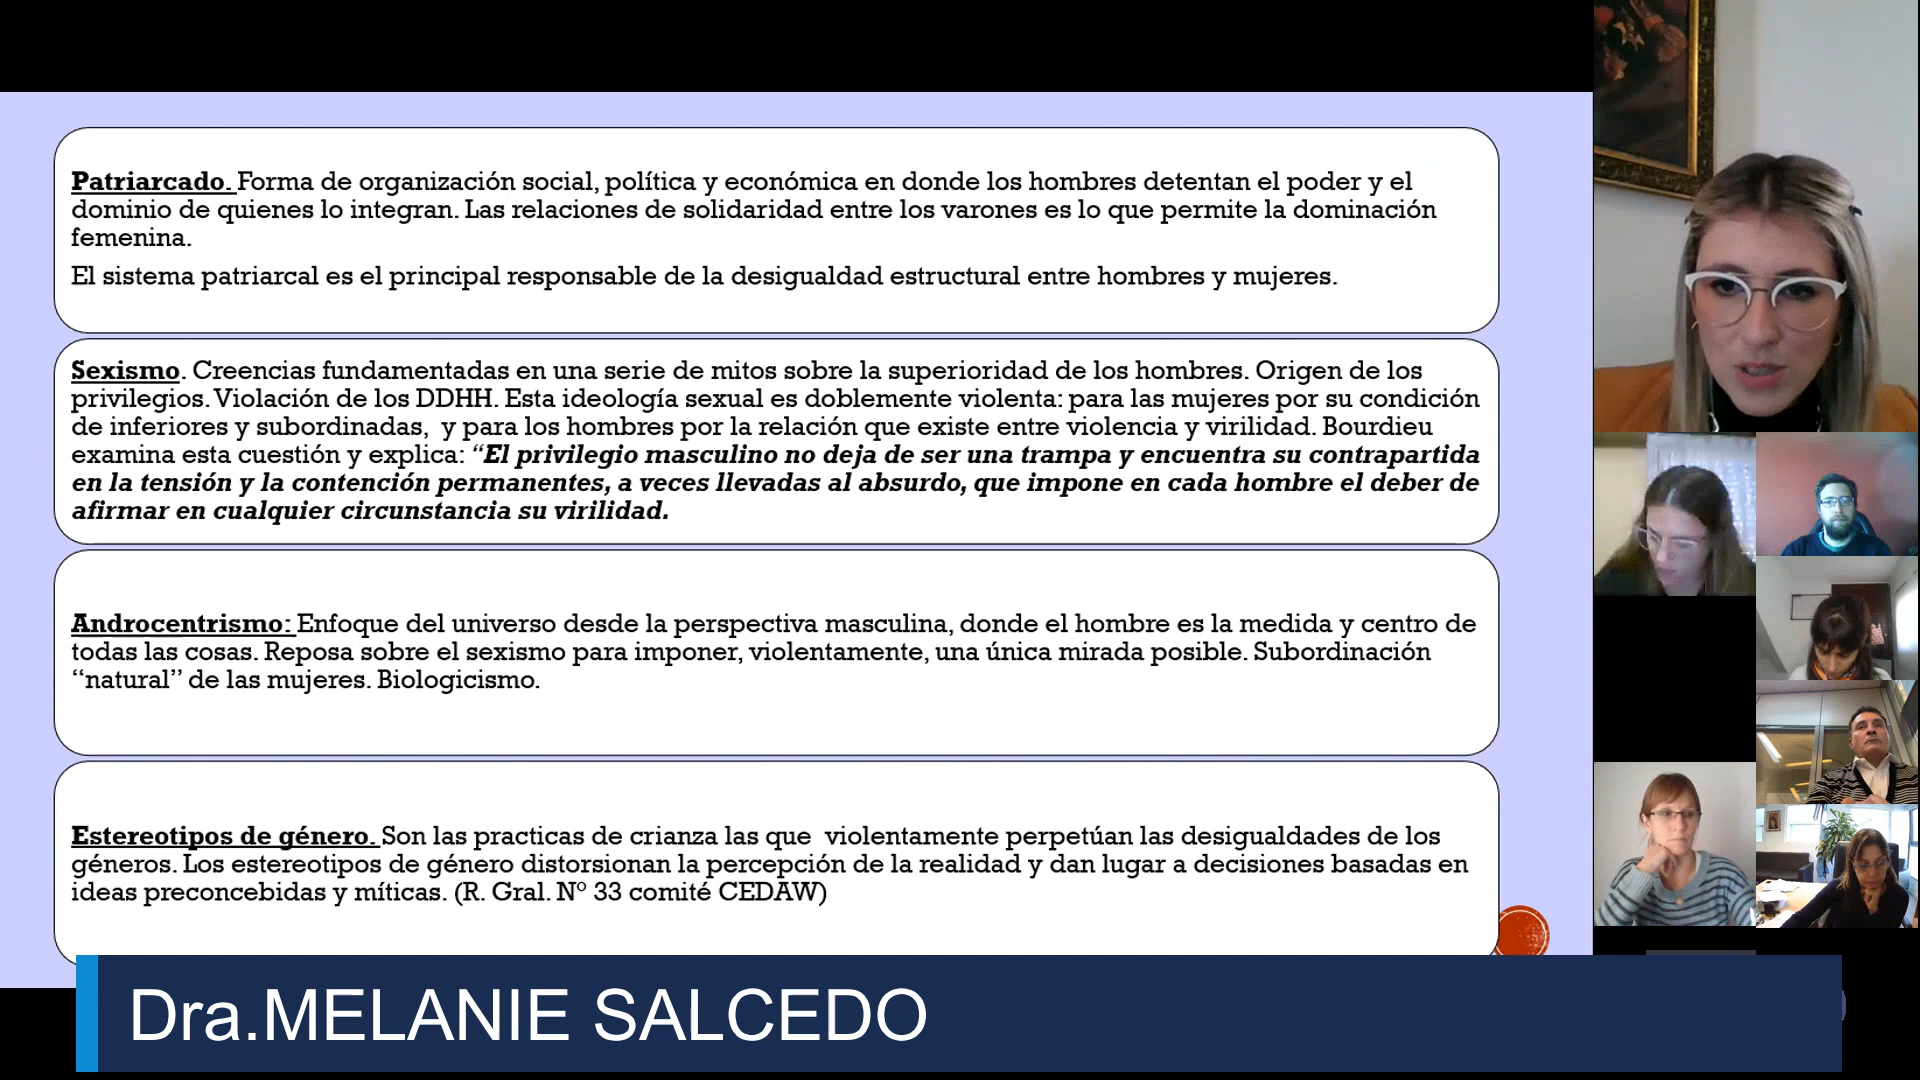 Patriarcado. Forma de organización social, política y económica en donde los hombres detentan el poder y el
dominio de quienes lo integran. Las relaciones de solidaridad entre los varones es lo que permite la dominación
femenina.
El sistema patriarcal es el principal responsable de la desigualdad estructural entre hombres y mujeres.
Sexismo. Creencias fundamentadas en una serie de mitos sobre la superioridad de los hombres. Origen de los
privilegios. Violación de los DDHH. Esta ideología sexual es doblemente violenta: para las mujeres por su condición
de inferiores y subordinadas,  y para los hombres por la relación que existe entre violencia y virilidad. Bourdieu
examina esta cuestión y explica: “El privilegio masculino no deja de ser una trampa y encuentra su contrapartida
en la tensión y la contención permanentes, a veces llevadas al absurdo, que impone en cada hombre el deber de
afirmar en cualquier circunstancia su virilidad.
Androcentrismo: Enfoque del universo desde la perspectiva masculina, donde el hombre es la medida y centro de
todas las cosas. Reposa sobre el sexismo para imponer, violentamente, una única mirada posible. Subordinación
“natural” de las mujeres. Biologicismo.
Estereotipos de género. Son las practicas de crianza las que  violentamente perpetúan las desigualdades de los
géneros. Los estereotipos de género distorsionan la percepción de la realidad y dan lugar a decisiones basadas en
ideas preconcebidas y míticas. (R. Gral. Nº 33 comité CEDAW)
Dra.MELANIE SALCEDO